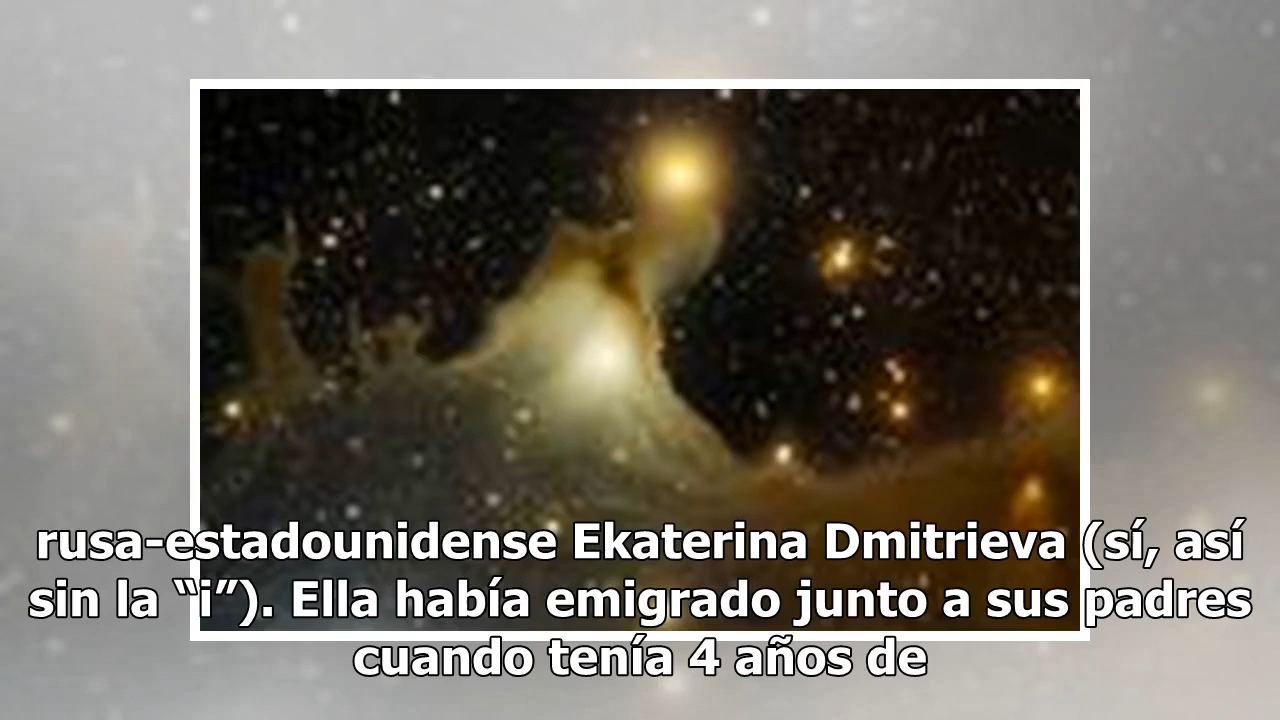 rusa-estadounidense Ekaterina Dmitrieva (sí, así
sin la “i”). Ella había emigrado junto a sus padres
cuando tenía 4 años de